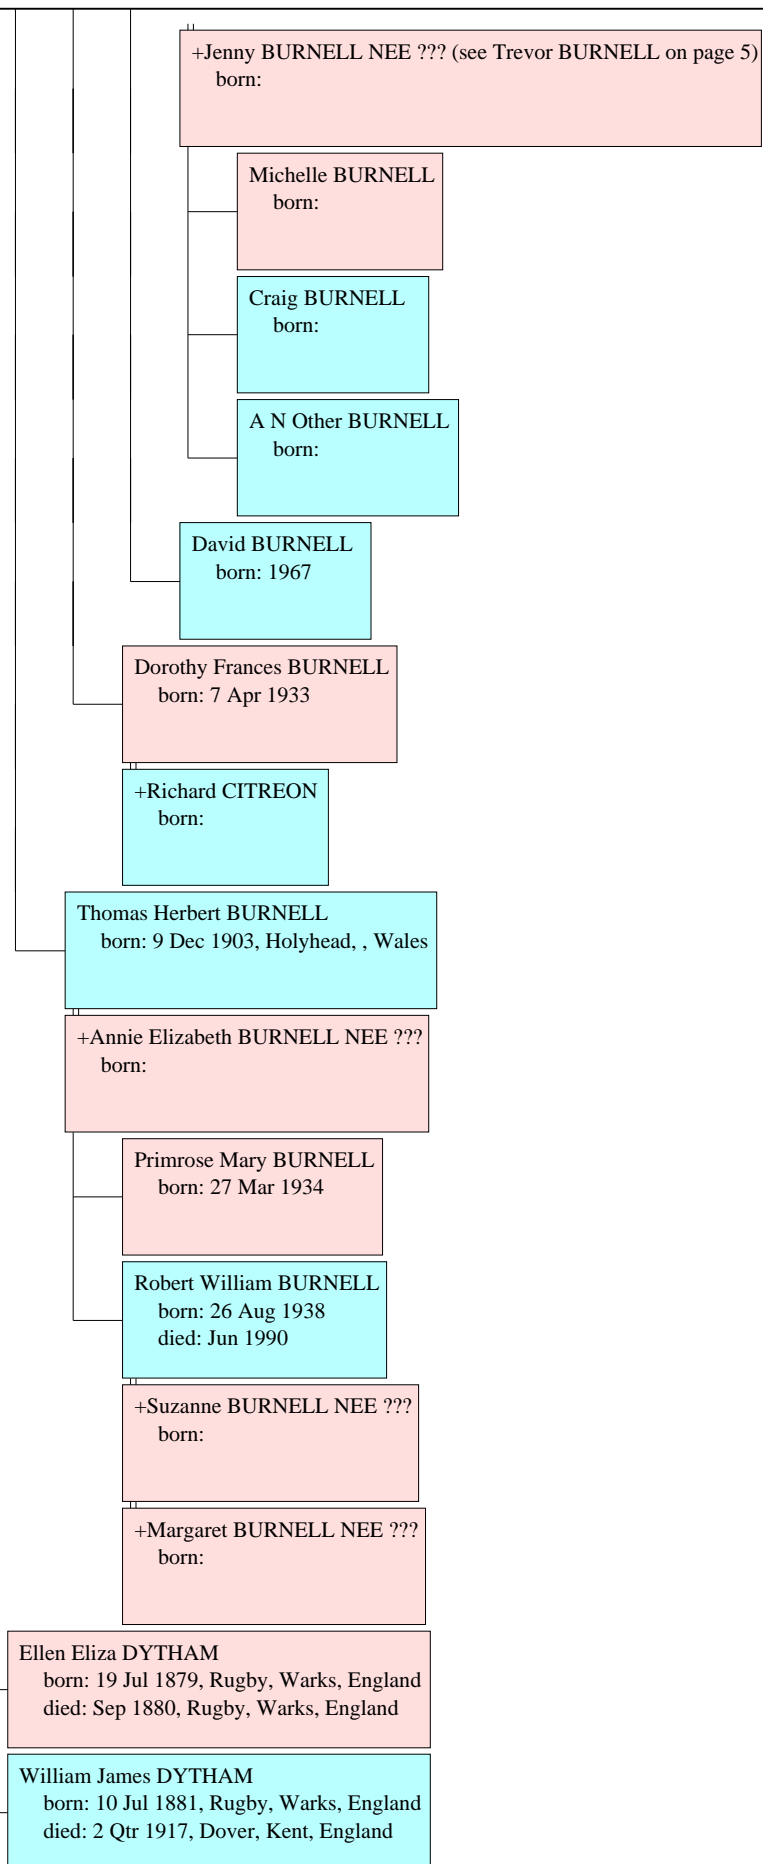 +Jenny BURNELL NEE ??? (see Trevor BURNELL on page 5)
born:
Michelle BURNELL
born:
Craig BURNELL
born:
A N Other BURNELL
born:
David BURNELL
born: 1967
Dorothy Frances BURNELL
born: 7 Apr 1933
+Richard CITREON
born:
Thomas Herbert BURNELL
born: 9 Dec 1903, Holyhead, , Wales
+Annie Elizabeth BURNELL NEE ???
born:
Primrose Mary BURNELL
born: 27 Mar 1934
Robert William BURNELL
born: 26 Aug 1938
died: Jun 1990
+Suzanne BURNELL NEE ???
born:
+Margaret BURNELL NEE ???
born:
Ellen Eliza DYTHAM
born: 19 Jul 1879, Rugby, Warks, England
died: Sep 1880, Rugby, Warks, England
William James DYTHAM
born: 10 Jul 1881, Rugby, Warks, England
died: 2 Qtr 1917, Dover, Kent, England